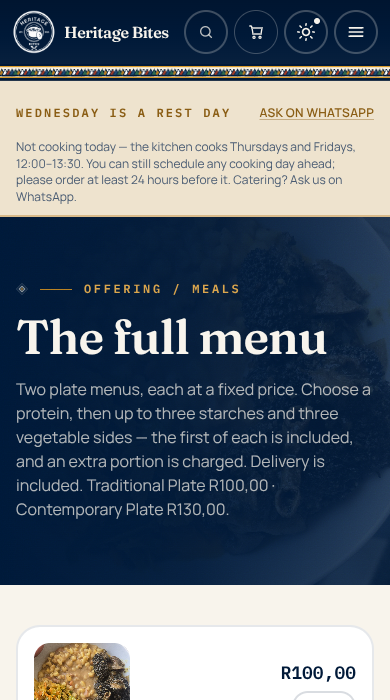 Heritage Bites
WEDNESDAY IS A REST DAY
ASK ON WHATSAPP
Not cooking today — the kitchen cooks Thursdays and Fridays,
12:00–13:30. You can still schedule any cooking day ahead;
please order at least 24 hours before it. Catering? Ask us on
WhatsApp.
OFFERING / MEALS
The full menu
Two plate menus, each at a fixed price. Choose a
protein, then up to three starches and three
vegetable sides — the first of each is included,
and an extra portion is charged. Delivery is
included. Traditional Plate R100,00 ·
Contemporary Plate R130,00.
R100,00